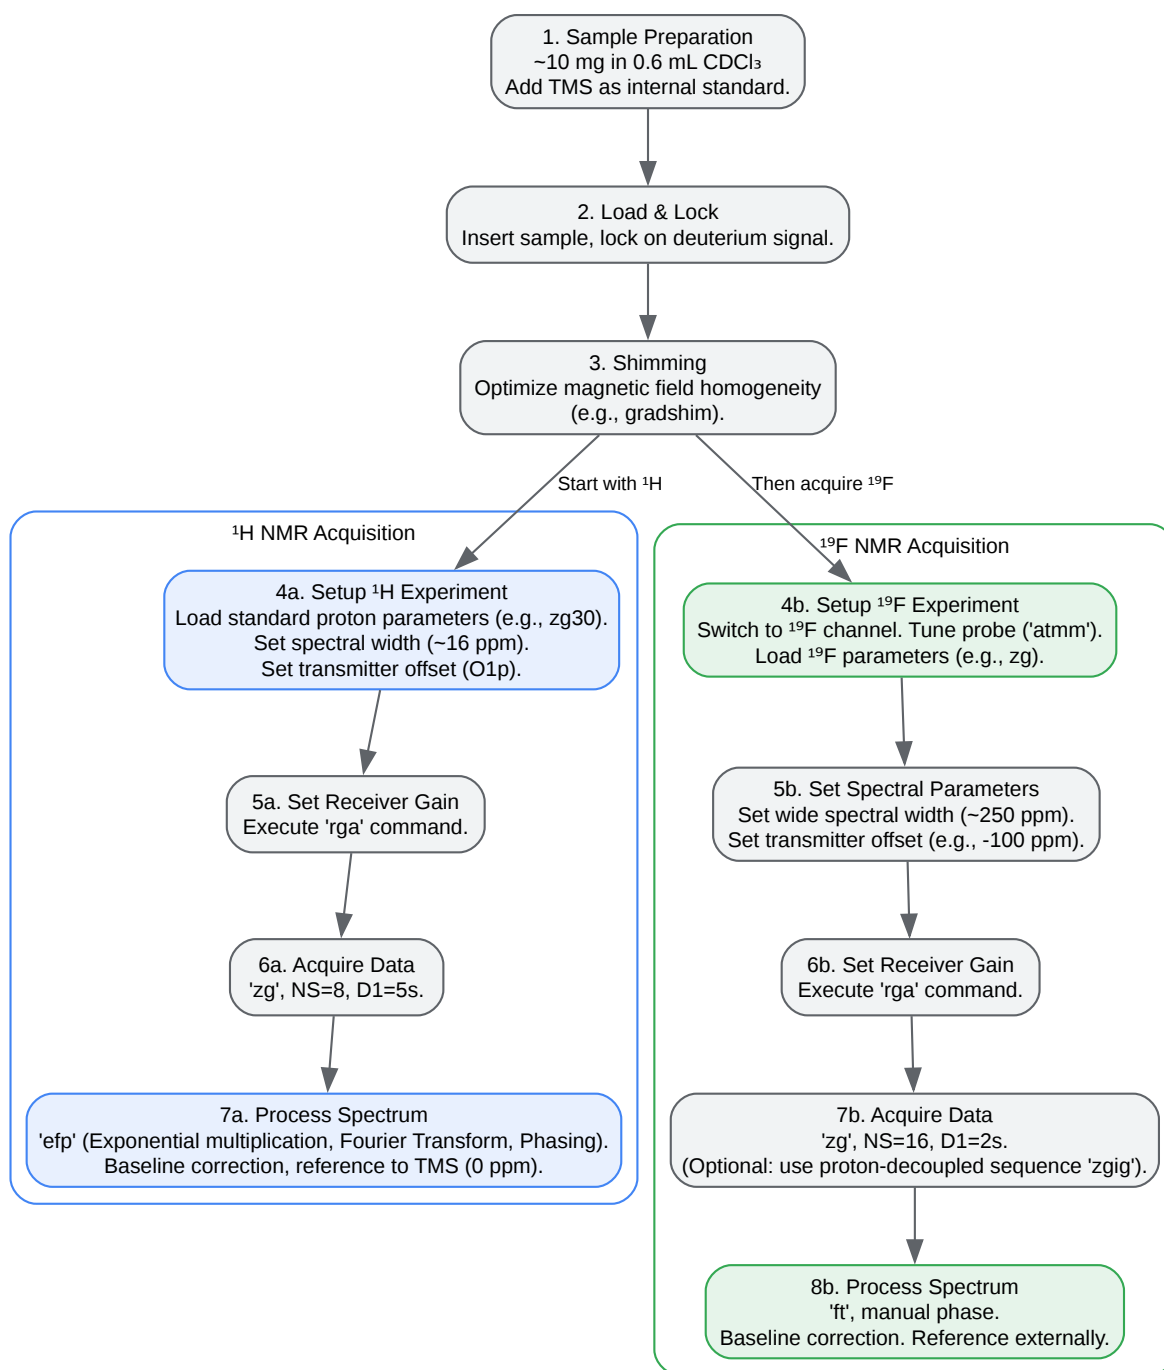 1. Sample Preparation
~10 mg in 0.6 mL CDCl₃
Add TMS as internal standard.
2. Load & Lock
Insert sample, lock on deuterium signal.
3. Shimming
Optimize magnetic field homogeneity
(e.g., gradshim).
Start with ¹H
Then acquire ¹⁹F
¹H NMR Acquisition
4a. Setup ¹H Experiment
Load standard proton parameters (e.g., zg30).
Set spectral width (~16 ppm).
Set transmitter offset (O1p).
5a. Set Receiver Gain
Execute 'rga' command.
6a. Acquire Data
'zg', NS=8, D1=5s.
7a. Process Spectrum
'efp' (Exponential multiplication, Fourier Transform, Phasing).
Baseline correction, reference to TMS (0 ppm).
¹⁹F NMR Acquisition
4b. Setup ¹⁹F Experiment
Switch to ¹⁹F channel. Tune probe ('atmm').
Load ¹⁹F parameters (e.g., zg).
5b. Set Spectral Parameters
Set wide spectral width (~250 ppm).
Set transmitter offset (e.g., -100 ppm).
6b. Set Receiver Gain
Execute 'rga' command.
7b. Acquire Data
'zg', NS=16, D1=2s.
(Optional: use proton-decoupled sequence 'zgig').
8b. Process Spectrum
'ft', manual phase.
Baseline correction. Reference externally.